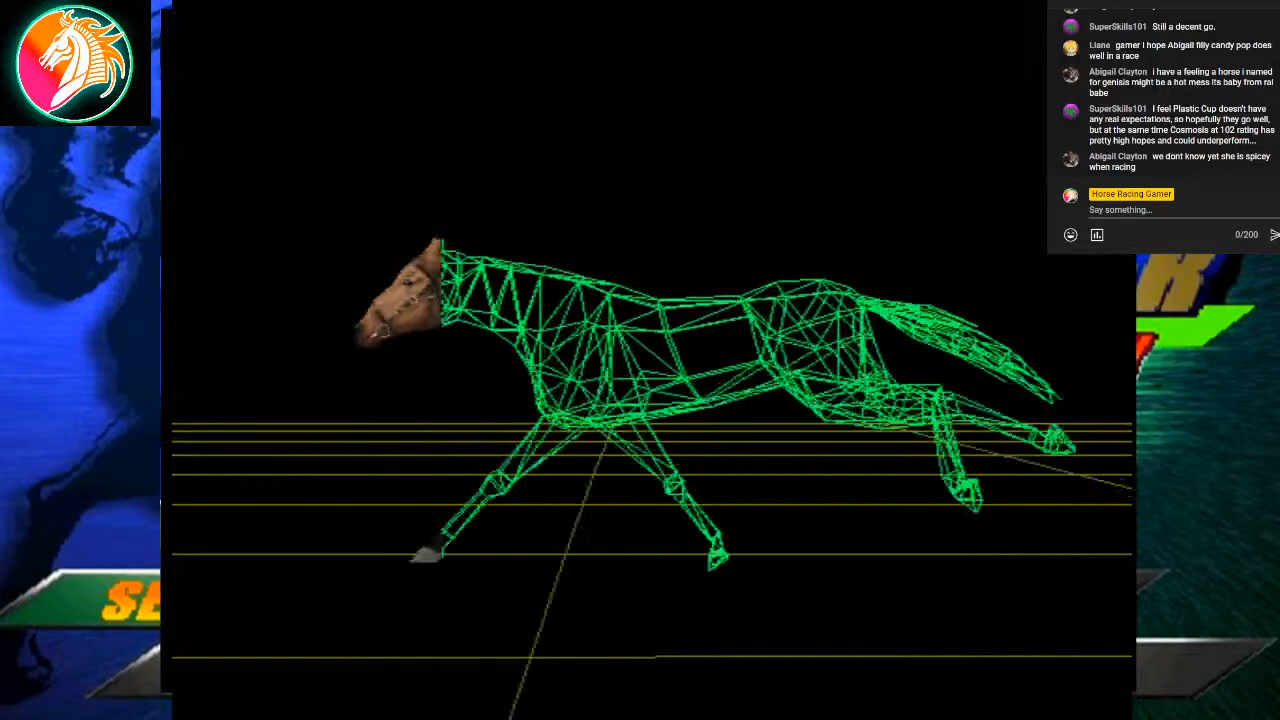 SuperSkills101 Still a decent go.
Liane gamer I hope Abigail filly candy pop does
well in a race
Abigail Clayton i have a feeling a horse i named
for genisis might be a hot mess its baby from rai
babe
SuperSkills101 I feel Plastic Cup doesn't have
any real expectations, so hopefully they go well,
but at the same time Cosmosis at 102 rating has
pretty high hopes and could underperform...
Abigail Clayton we dont know yet she is spicey
when racing
Horse Racing Gamer
Say something...
0/200
R
SE